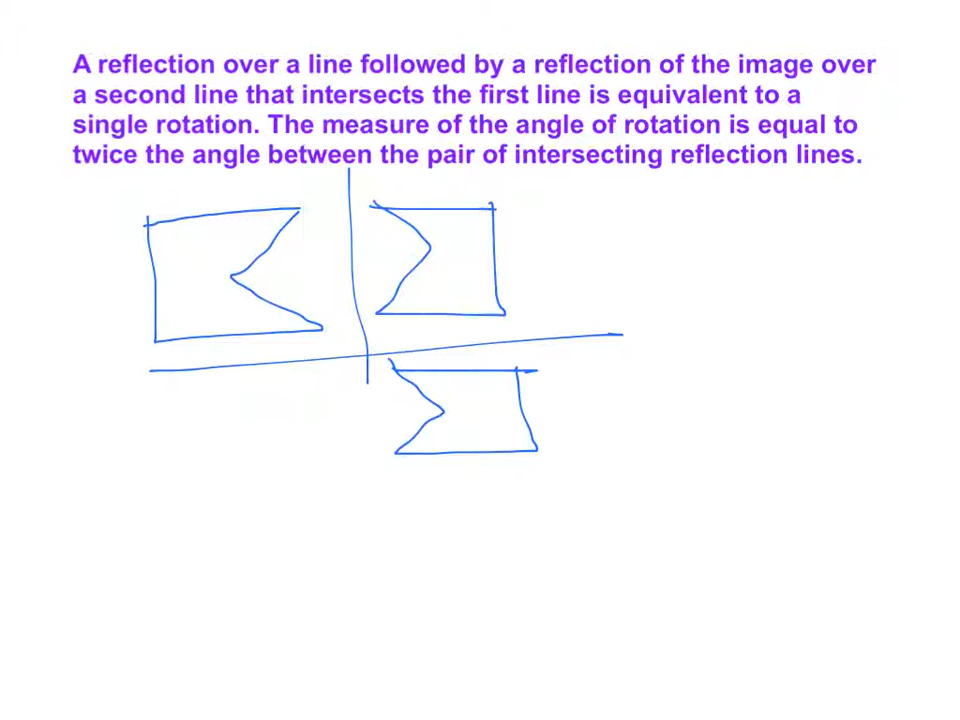 A reflection over a line followed by a reflection of the image over
a second line that intersects the first line is equivalent to a
single rotation. The measure of the angle of rotation is equal to
twice the angle between the pair of intersecting reflection lines.